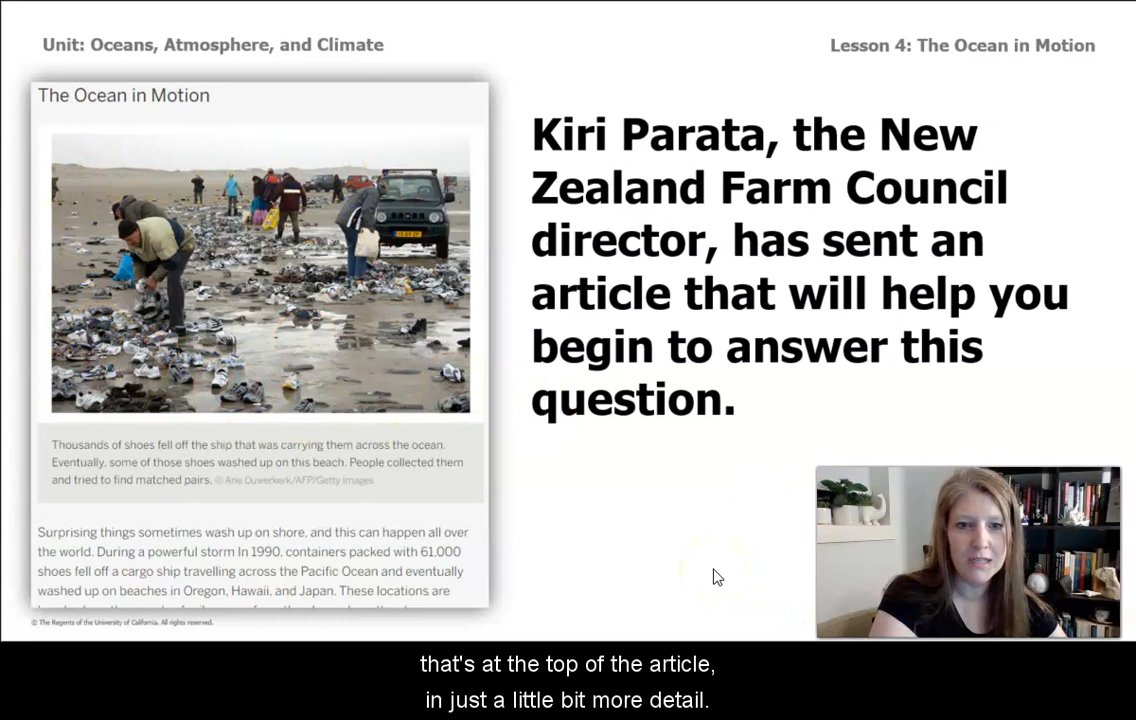 Unit: Oceans, Atmosphere, and Climate
Lesson 4: The Ocean in Motion
The Ocean in Motion
Thousands of shoes fell off the ship that was carrying them across the ocean.
Eventually, some of those shoes washed up on this beach. People collected them
and tried to find matched pairs. © Arie Ouwerkerk/AFP/Getty Images
Surprising things sometimes wash up on shore, and this can happen all over
the world. During a powerful storm In 1990, containers packed with 61,000
shoes fell off a cargo ship travelling across the Pacific Ocean and eventually
washed up on beaches in Oregon, Hawaii, and Japan. These locations are
Kiri Parata, the New
Zealand Farm Council
director, has sent an
article that will help you
begin to answer this
question.
© The Regents of the University of California. All rights reserved.
that's at the top of the article,
in just a little bit more detail.